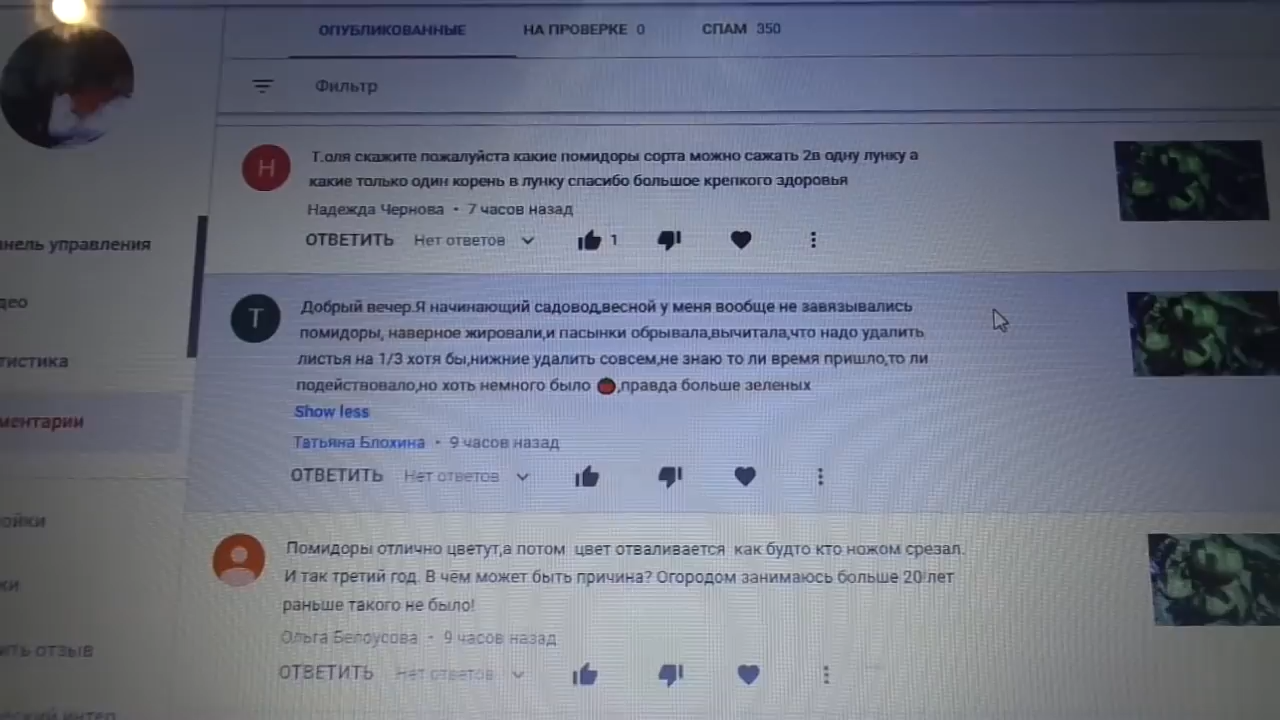 ОПУБЛИКОВАННЫЕ НА ПРОВЕРКЕ 0 СПАМ 350
Фильтр
Н
Т.оля скажите пожалуйста какие помидоры сорта можно сажать 2в одну лунку а
какие только один корень в лунку спасибо большое крепкого здоровья
Надежда Чернова • 7 часов назад
ОТВЕТИТЬ Нет ответов 1
нель управления
део
тистика
ментарии
ойки
ки
ить отзыв
Т
Добрый вечер.Я начинающий садовод,весной у меня вообще не завязывались
помидоры, наверное жировали,и пасынки обрывала,вычитала,что надо удалить
листья на 1/3 хотя бы,нижние удалить совсем,не знаю то ли время пришло,то ли
подействовало,но хоть немного было 🍅,правда больше зеленых
Show less
Татьяна Блохина • 9 часов назад
ОТВЕТИТЬ Нет ответов
Помидоры отлично цветут,а потом цвет отваливается как будто кто ножом срезал.
И так третий год. В чём может быть причина? Огородом занимаюсь больше 20 лет
раньше такого не было!
Ольга Белоусова • 9 часов назад
ОТВЕТИТЬ Нет ответов